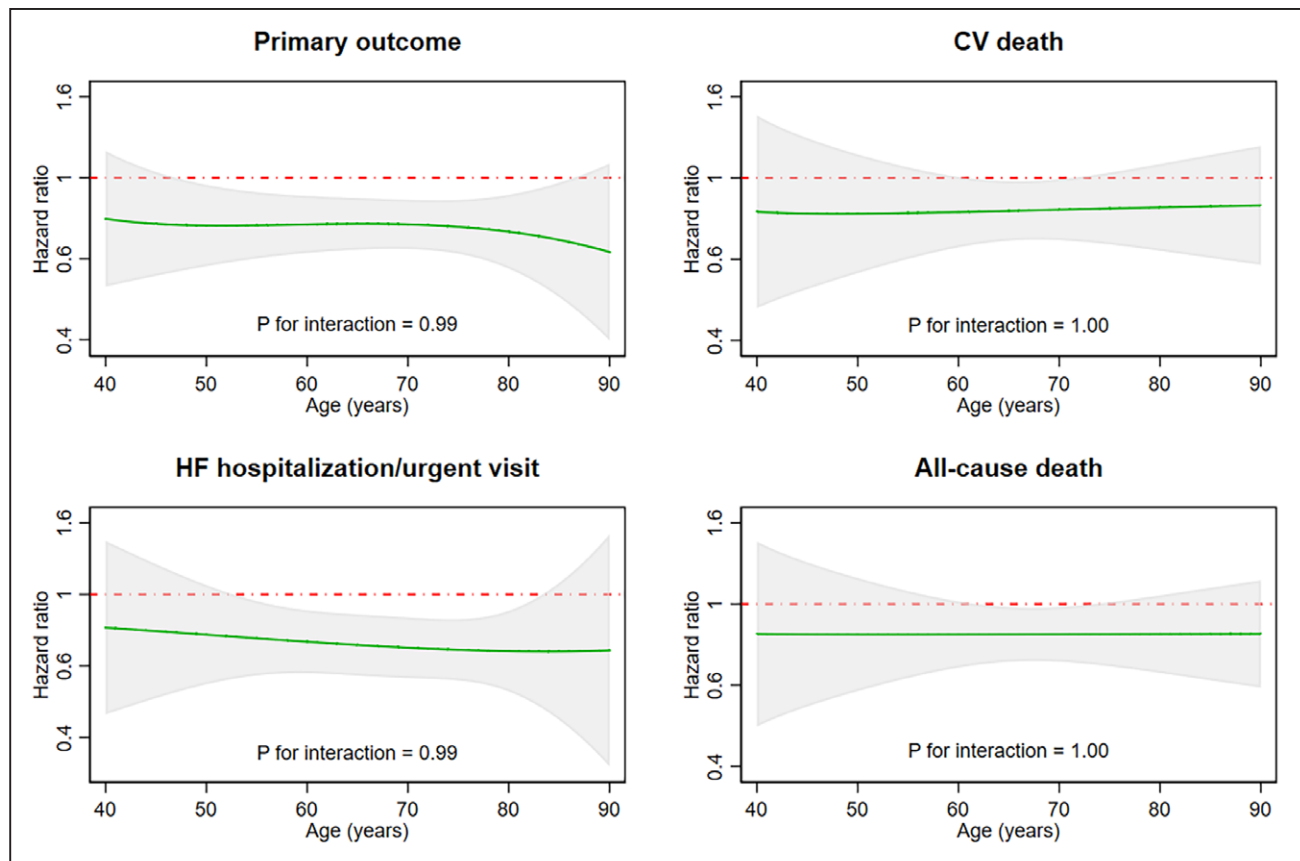 Primary outcome
Hazard ratio
1.6
1
0.6
0.4
P for interaction = 0.99
40 50 60 70 80 90
Age (years)
CV death
Hazard ratio
1.6
1
0.6
0.4
P for interaction = 1.00
40 50 60 70 80 90
Age (years)
HF hospitalization/urgent visit
Hazard ratio
1.6
1
0.6
0.4
P for interaction = 0.99
40 50 60 70 80 90
Age (years)
All-cause death
Hazard ratio
1.6
1
0.6
0.4
P for interaction = 1.00
40 50 60 70 80 90
Age (years)